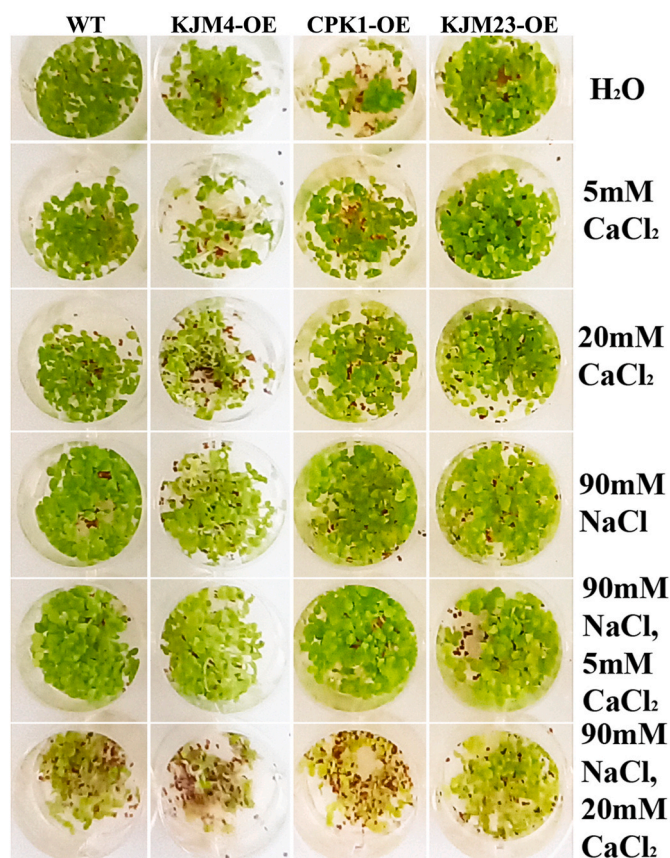 WT KJM4-OE CPK1-OE KJM23-OE
H₂O
5mM
CaCl₂
20mM
CaCl₂
90mM
NaCl
90mM
NaCl,
5mM
CaCl₂
90mM
NaCl,
20mM
CaCl₂